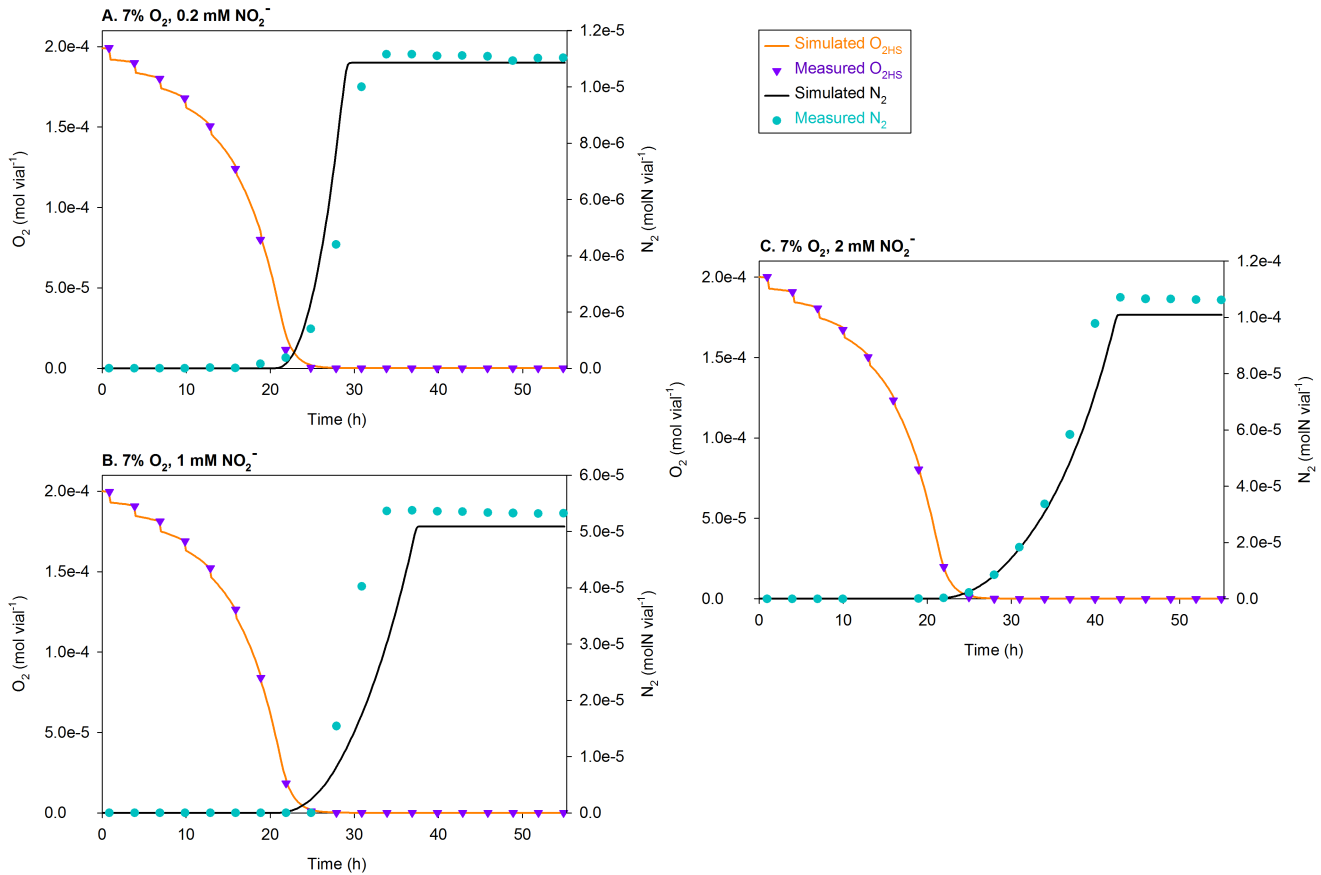 A. 7% O₂, 0.2 mM NO₂⁻
2.0e-4
1.5e-4
1.0e-4
5.0e-5
0.0
O₂ (mol vial⁻¹)
1.2e-5
1.0e-5
8.0e-6
6.0e-6
4.0e-6
2.0e-6
0.0
N₂ (molN vial⁻¹)
0 10 20 30 40 50
Time (h)
Simulated O₂HS
Measured O₂HS
Simulated N₂
Measured N₂
B. 7% O₂, 1 mM NO₂⁻
2.0e-4
1.5e-4
1.0e-4
5.0e-5
0.0
O₂ (mol vial⁻¹)
6.0e-5
5.0e-5
4.0e-5
3.0e-5
2.0e-5
1.0e-5
0.0
N₂ (molN vial⁻¹)
0 10 20 30 40 50
Time (h)
C. 7% O₂, 2 mM NO₂⁻
2.0e-4
1.5e-4
1.0e-4
5.0e-5
0.0
O₂ (mol vial⁻¹)
1.2e-4
1.0e-4
8.0e-5
6.0e-5
4.0e-5
2.0e-5
0.0
N₂ (molN vial⁻¹)
0 10 20 30 40 50
Time (h)